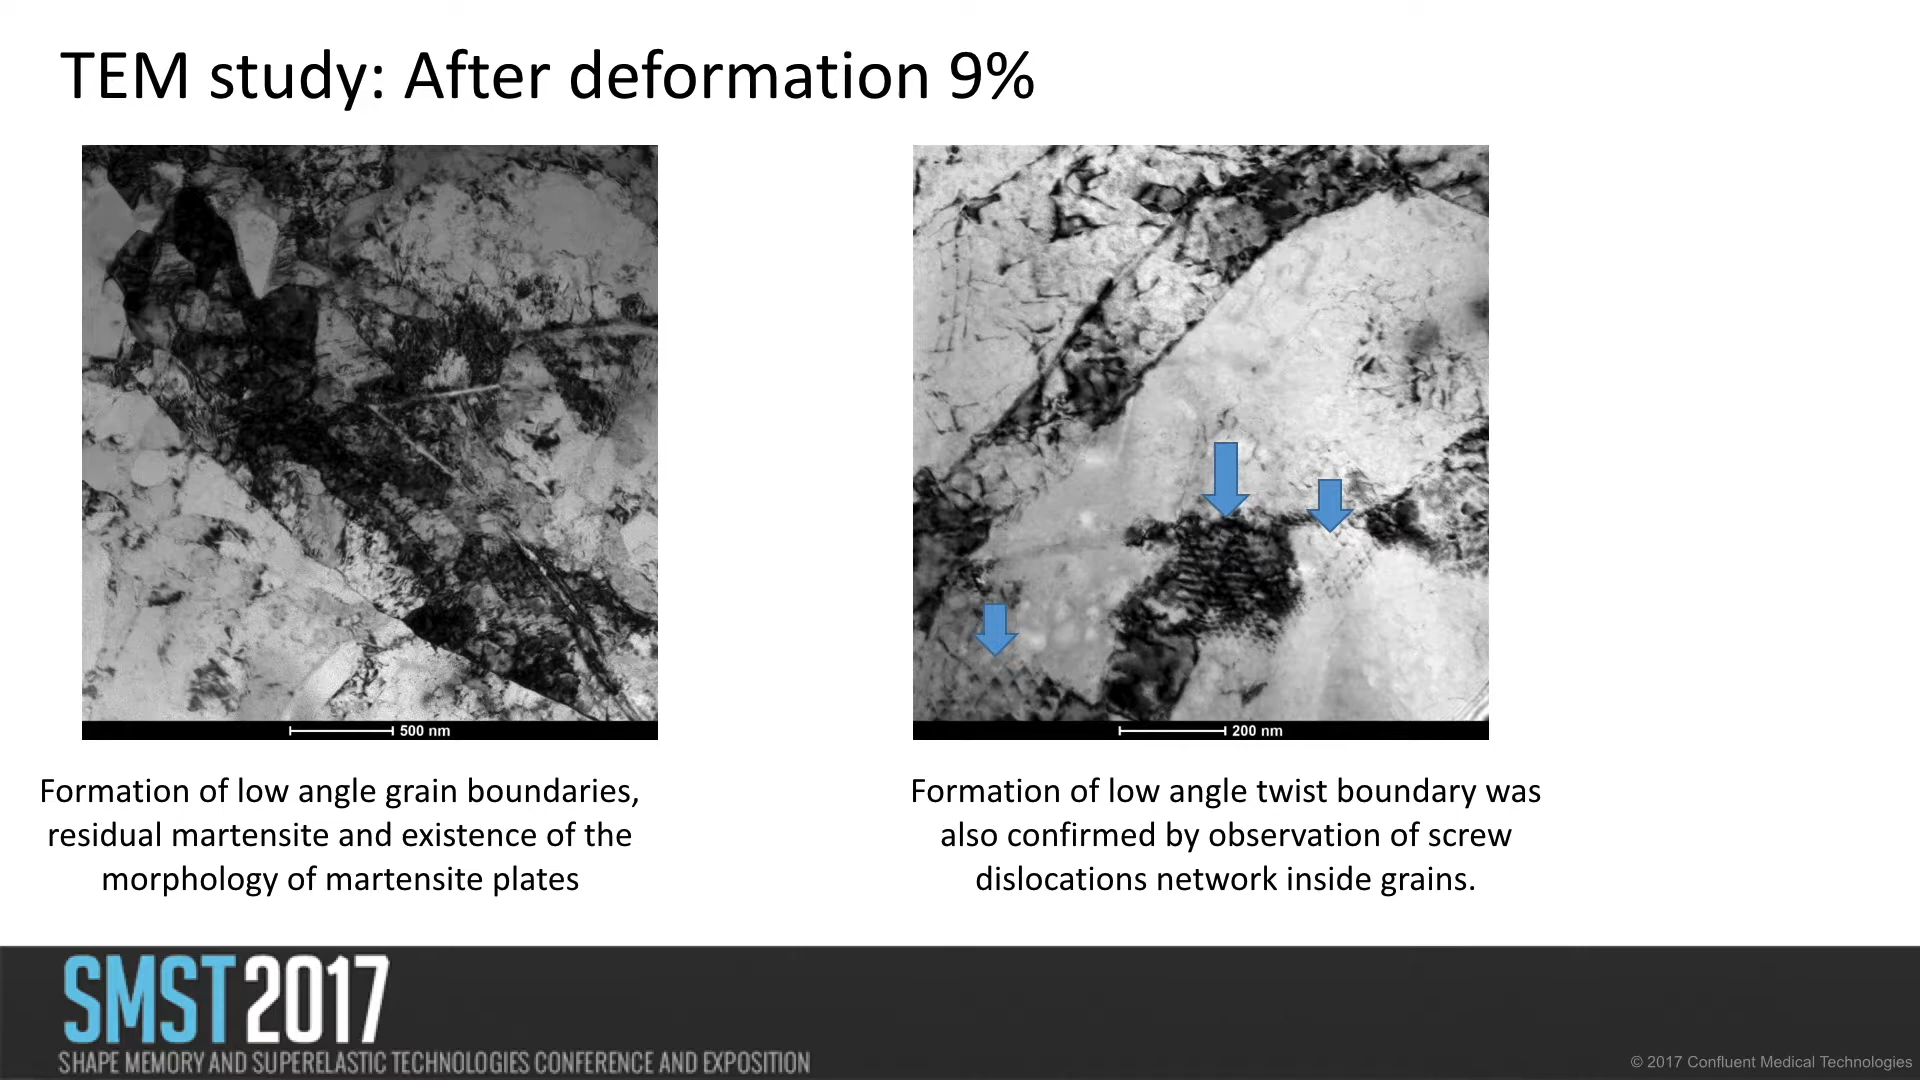 TEM study: After deformation 9%
500 nm
200 nm
Formation of low angle grain boundaries,
residual martensite and existence of the
morphology of martensite plates
Formation of low angle twist boundary was
also confirmed by observation of screw
dislocations network inside grains.
SMST2017
SHAPE MEMORY AND SUPERELASTIC TECHNOLOGIES CONFERENCE AND EXPOSITION
© 2017 Confluent Medical Technologies